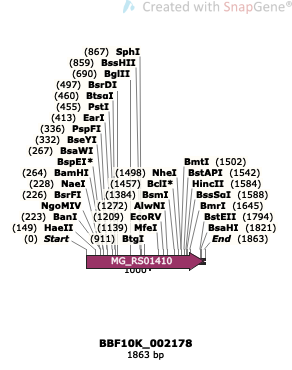 Created with SnapGene®
(867) SphI
(859) BssHII
(690) BglII
(497) BsrDI
(460) BtsαI
(455) PstI
(413) EarI
(336) PspFI
(332) BseYI
(267) BsaWI
BspEI* (1498) NheI BmtI (1502)
(264) BamHI (1457) BclI* BstAPI (1542)
(228) NaeI (1384) BsmI HincII (1584)
(226) BsrFI (1272) AlwNI BssSαI (1588)
NgoMIV (1209) EcoRV BmrI (1645)
(223) BanI (1139) MfeI BstEII (1794)
(149) HaeII (911) BtgI BsaHI (1821)
(0) Start End (1863)
MG_RS01410
1000
BBF10K_002178
1863 bp